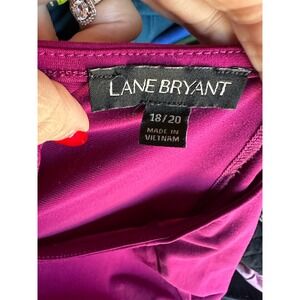 LANE BRYANT
18/20
MADE IN
VIETNAM